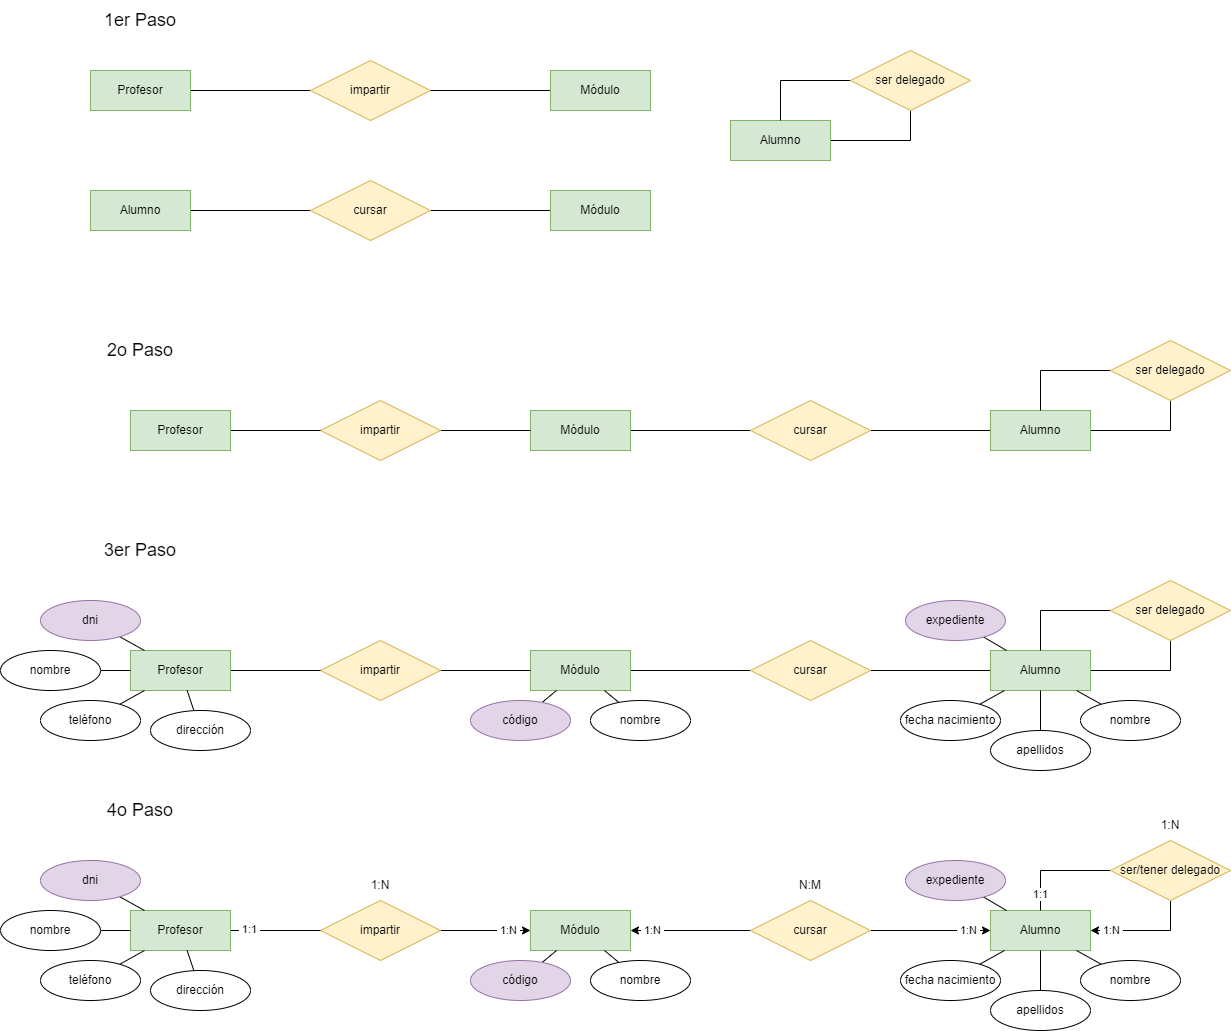 1er Paso
Profesor
impartir
Módulo
ser delegado
Alumno
Alumno
cursar
Módulo
2o Paso
Profesor
impartir
Módulo
cursar
Alumno
ser delegado
3er Paso
dni
nombre
Profesor
teléfono
dirección
impartir
Módulo
código
nombre
cursar
expediente
Alumno
ser delegado
fecha nacimiento
apellidos
nombre
4o Paso
dni
nombre
Profesor
teléfono
dirección
1:1
1:N
impartir
1:N
Módulo
código
nombre
1:N
N:M
cursar
1:N
expediente
Alumno
1:1
1:N
ser/tener delegado
1:N
fecha nacimiento
apellidos
nombre